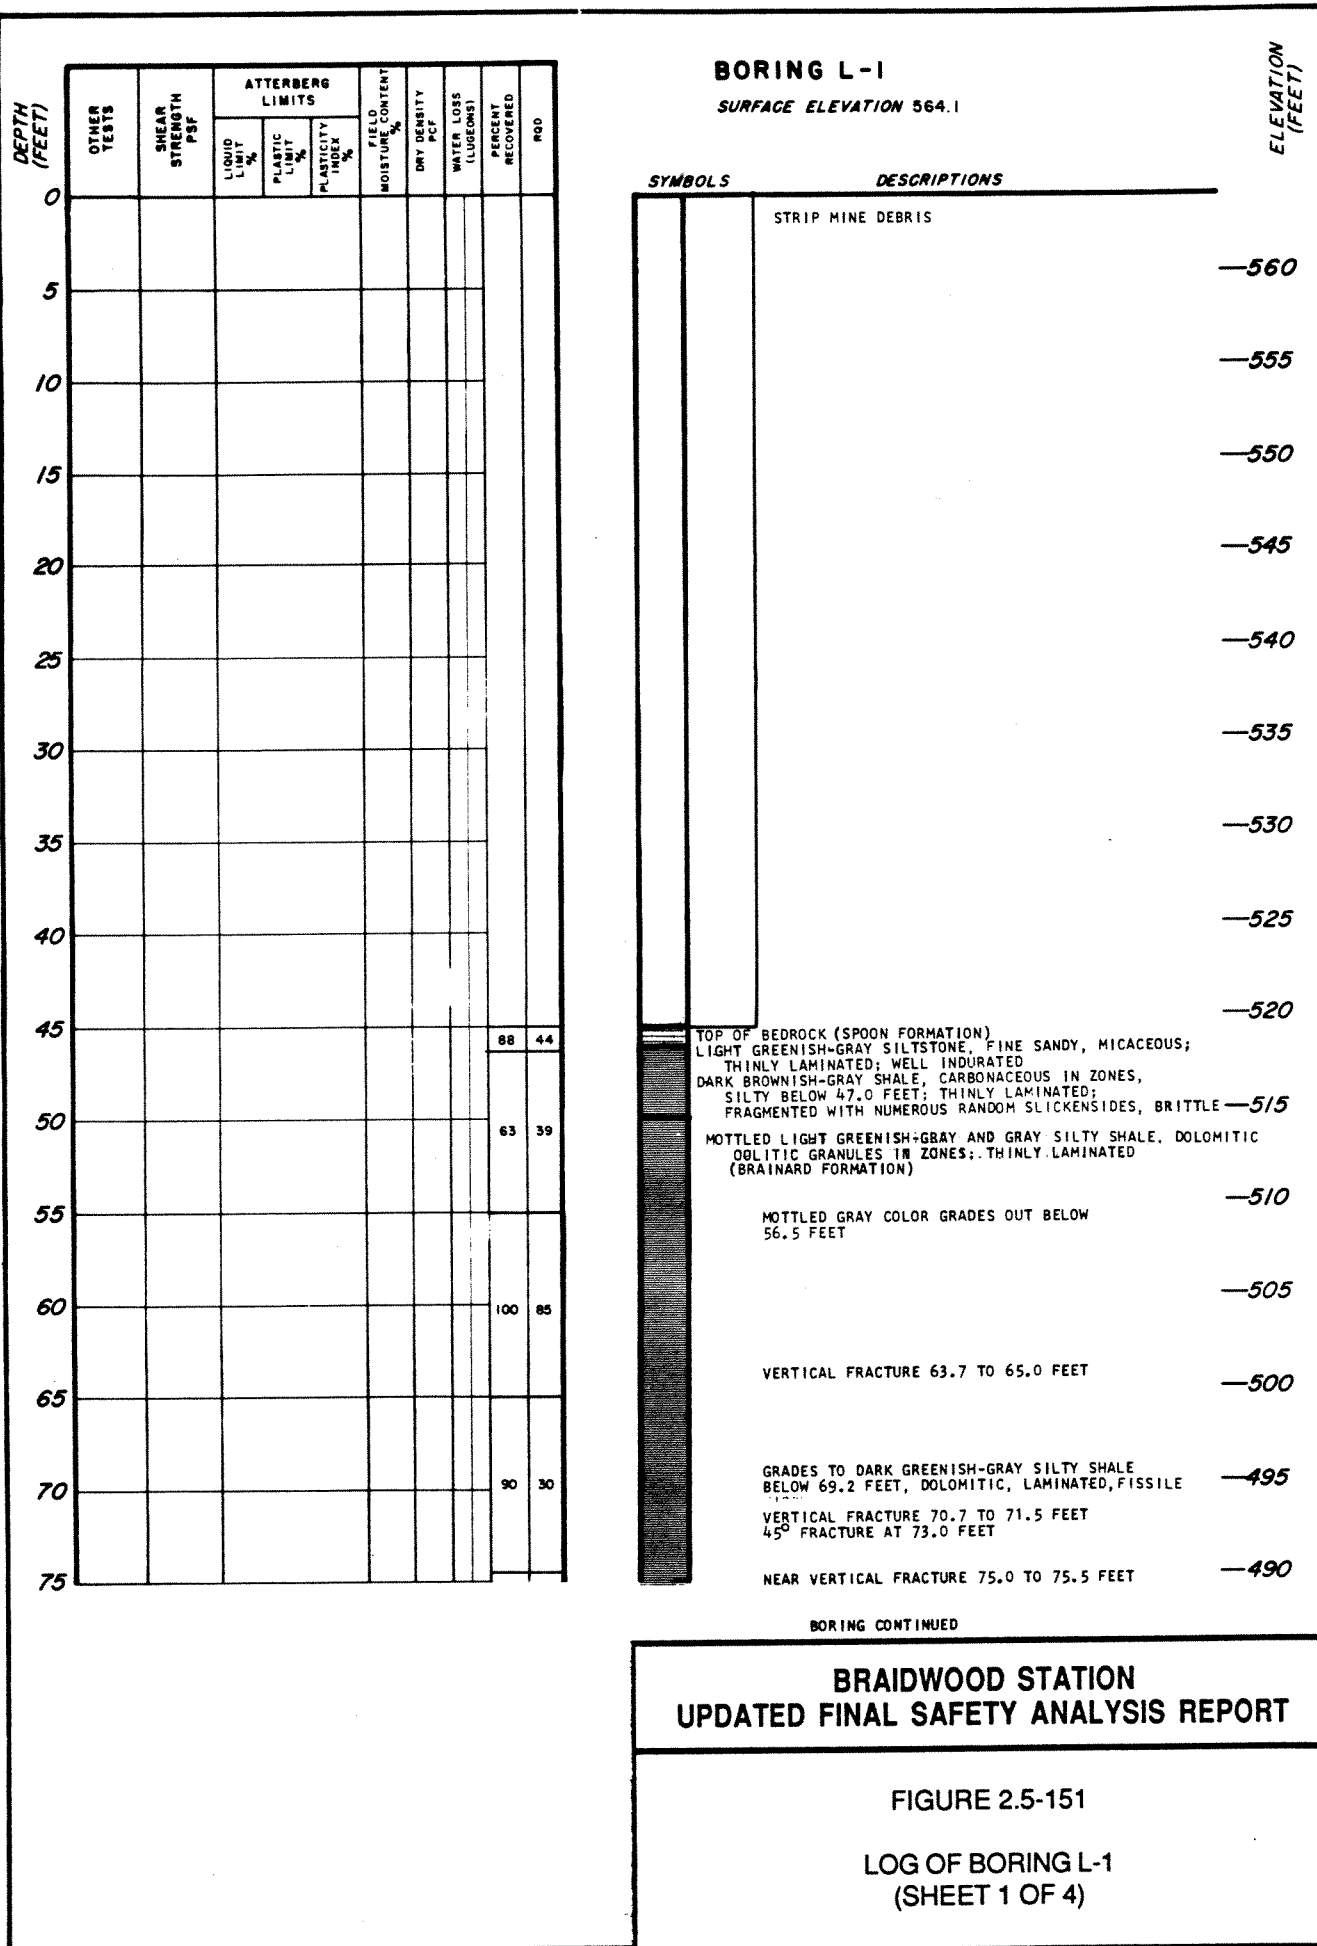 BORING L-1
SURFACE ELEVATION 564.1
DEPTH
(FEET)
OTHER
TESTS
SHEAR
STRENGTH
PSF
ATTERBERG
LIMITS
LIQUID
LIMIT
%
PLASTIC
LIMIT
%
PLASTICITY
INDEX
%
FIELD
MOISTURE CONTENT
%
DRY DENSITY
PCF
WATER LOSS
(LUGEONS)
PERCENT
RECOVERED
RQD
ELEVATION
(FEET)
SYMBOLS
DESCRIPTIONS
0
5
10
15
20
25
30
35
40
45
50
55
60
65
70
75
88 44
63 39
100 85
90 30
STRIP MINE DEBRIS
TOP OF BEDROCK (SPOON FORMATION)
LIGHT GREENISH-GRAY SILTSTONE, FINE SANDY, MICACEOUS;
THINLY LAMINATED; WELL INDURATED
DARK BROWNISH-GRAY SHALE, CARBONACEOUS IN ZONES,
SILTY BELOW 47.0 FEET; THINLY LAMINATED;
FRAGMENTED WITH NUMEROUS RANDOM SLICKENSIDES, BRITTLE
MOTTLED LIGHT GREENISH-GRAY AND GRAY SILTY SHALE, DOLOMITIC
OOLITIC GRANULES IN ZONES; THINLY LAMINATED
(BRAINARD FORMATION)
MOTTLED GRAY COLOR GRADES OUT BELOW
56.5 FEET
VERTICAL FRACTURE 63.7 TO 65.0 FEET
GRADES TO DARK GREENISH-GRAY SILTY SHALE
BELOW 69.2 FEET, DOLOMITIC, LAMINATED, FISSILE
VERTICAL FRACTURE 70.7 TO 71.5 FEET
45° FRACTURE AT 73.0 FEET
NEAR VERTICAL FRACTURE 75.0 TO 75.5 FEET
BORING CONTINUED
—560
—555
—550
—545
—540
—535
—530
—525
—520
—515
—510
—505
—500
—495
—490
BRAIDWOOD STATION
UPDATED FINAL SAFETY ANALYSIS REPORT
FIGURE 2.5-151
LOG OF BORING L-1
(SHEET 1 OF 4)